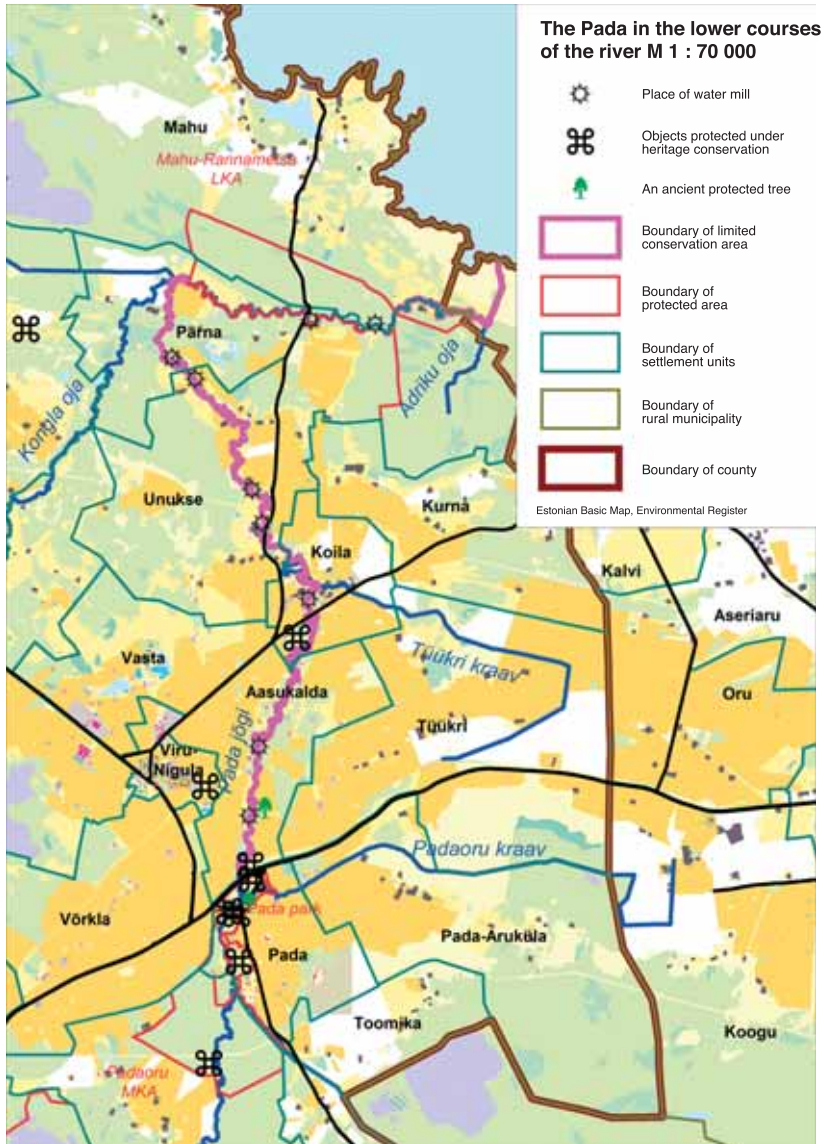 The Pada in the lower courses
of the river M 1 : 70 000
Place of water mill
Objects protected under
heritage conservation
An ancient protected tree
Boundary of limited
conservation area
Boundary of
protected area
Boundary of
settlement units
Boundary of
rural municipality
Boundary of county
Estonian Basic Map, Environmental Register
Mahu
Mahu-Rannametsa
LKA
Pärna
Adriku oja
Kongla oja
Unukse
Kurna
Koila
Kalvi
Aseriaru
Vasta
Tüükri kraav
Aasukalda
Oru
Tüükri
Viru-
Nigula
Pada jõgi
Padaoru kraav
Pada park
Võrkla
Pada-Aruküla
Pada
Toomika
Koogu
Padaoru
MKA